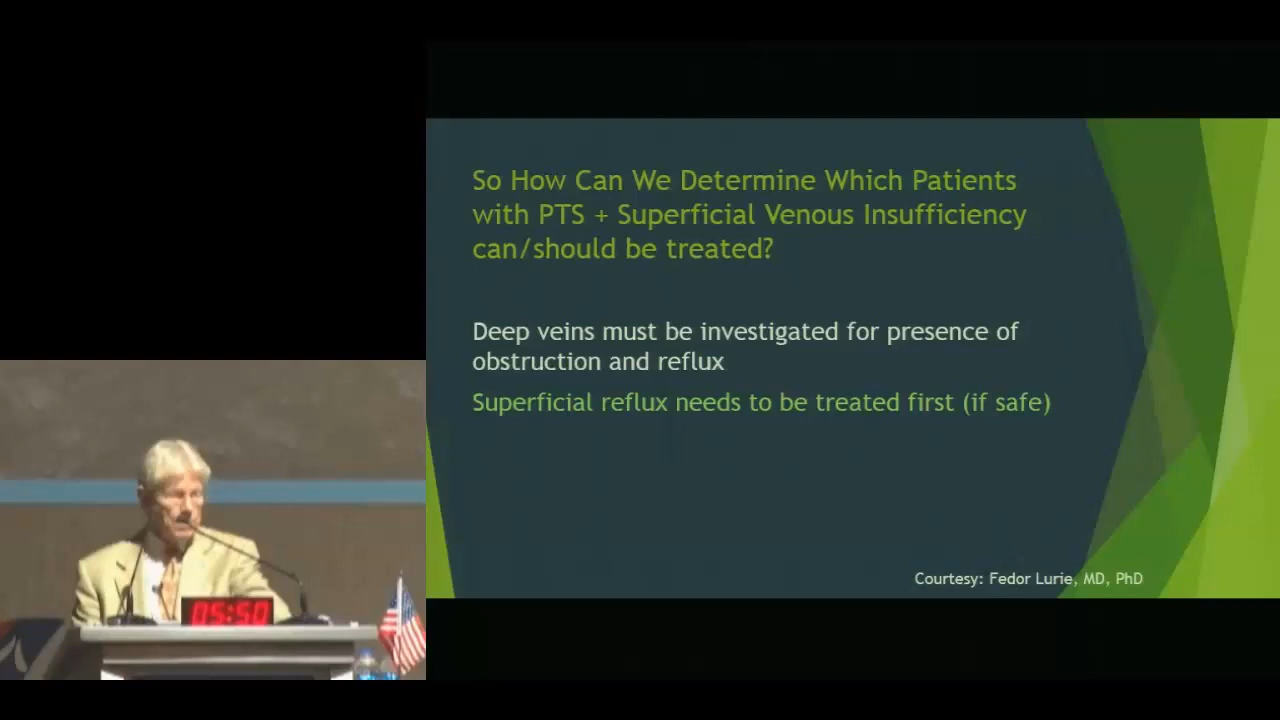 So How Can We Determine Which Patients
with PTS + Superficial Venous Insufficiency
can/should be treated?
Deep veins must be investigated for presence of
obstruction and reflux
Superficial reflux needs to be treated first (if safe)
Courtesy: Fedor Lurie, MD, PhD
05:50